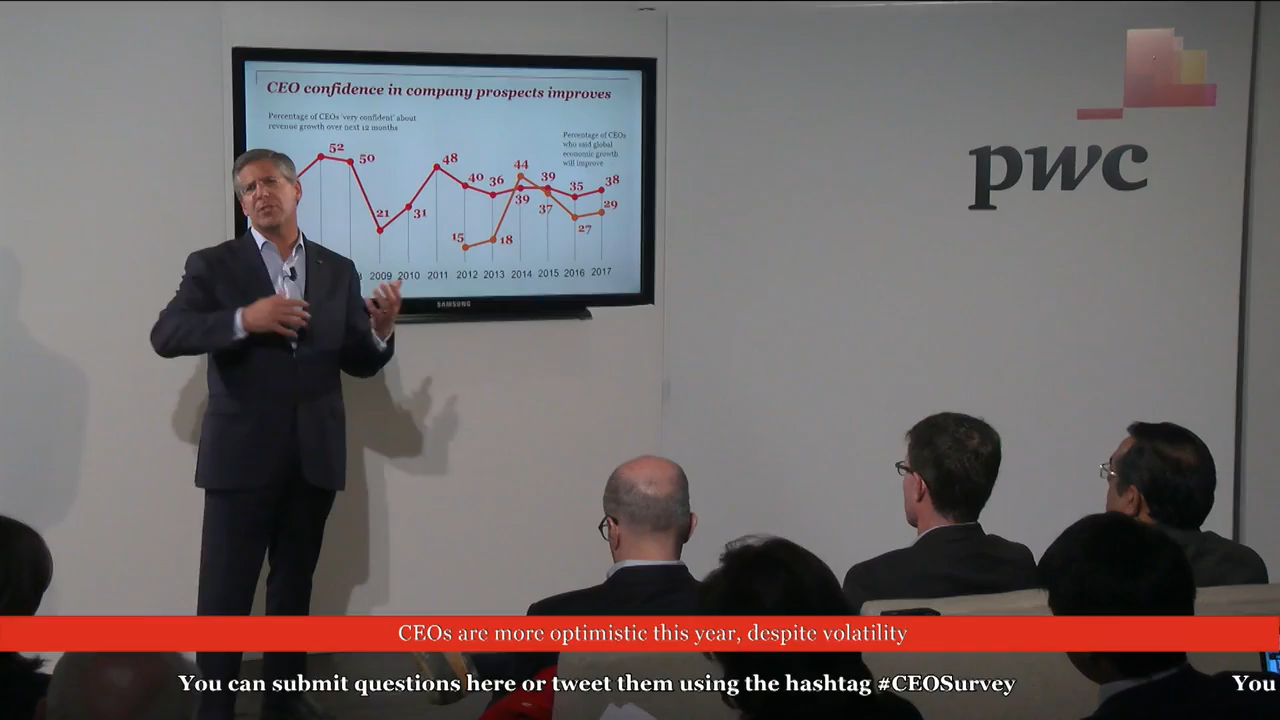 CEO confidence in company prospects improves
Percentage of CEOs 'very confident' about
revenue growth over next 12 months
Percentage of CEOs
who said global
economic growth
will improve
52
50
21
31
48
40
36
44
39
39
37
35
38
15
18
27
29
2009 2010 2011 2012 2013 2014 2015 2016 2017
SAMSUNG
pwc
CEOs are more optimistic this year, despite volatility
You can submit questions here or tweet them using the hashtag #CEOSurvey
You